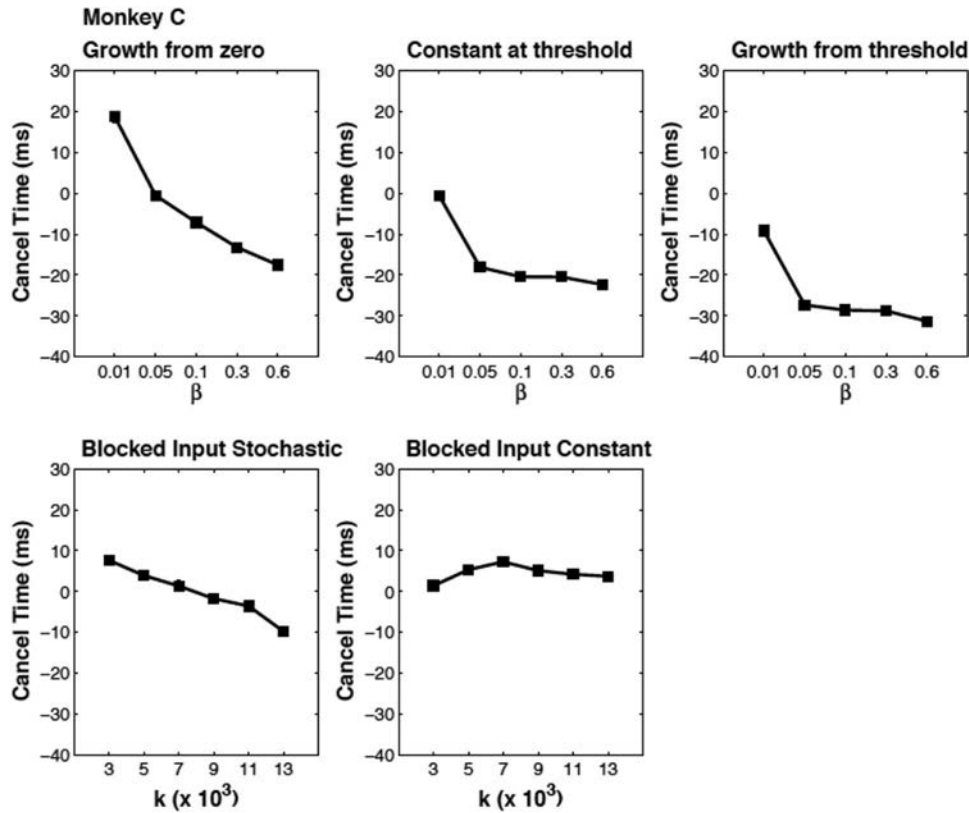 Monkey C
Growth from zero
Constant at threshold
Growth from threshold
Cancel Time (ms)
30
20
10
0
−10
−20
−30
−40
0.01 0.05 0.1 0.3 0.6
β
Cancel Time (ms)
30
20
10
0
−10
−20
−30
−40
0.01 0.05 0.1 0.3 0.6
β
Cancel Time (ms)
30
20
10
0
−10
−20
−30
−40
0.01 0.05 0.1 0.3 0.6
β
Blocked Input Stochastic
Blocked Input Constant
Cancel Time (ms)
30
20
10
0
−10
−20
−30
−40
3 5 7 9 11 13
k (x 10³)
Cancel Time (ms)
30
20
10
0
−10
−20
−30
−40
3 5 7 9 11 13
k (x 10³)